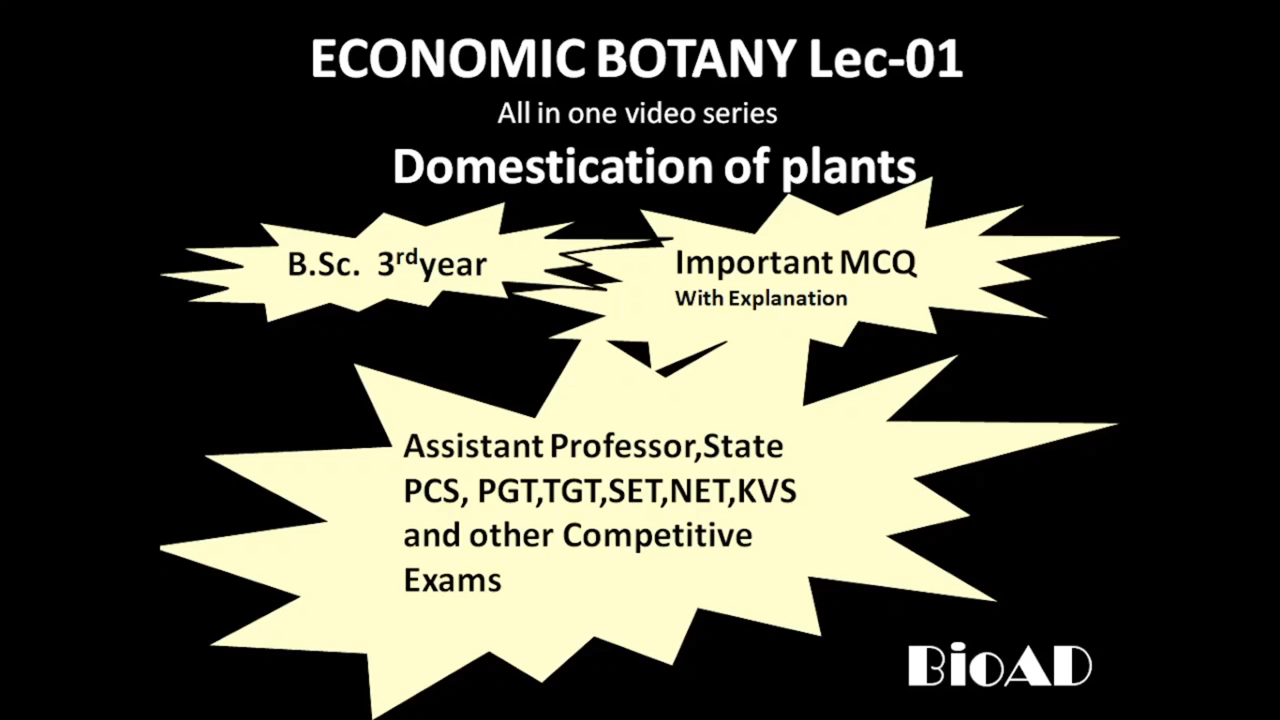 ECONOMIC BOTANY Lec-01
All in one video series
Domestication of plants
B.Sc. 3rdyear
Important MCQ
With Explanation
Assistant Professor,State
PCS, PGT,TGT,SET,NET,KVS
and other Competitive
Exams
BioAD